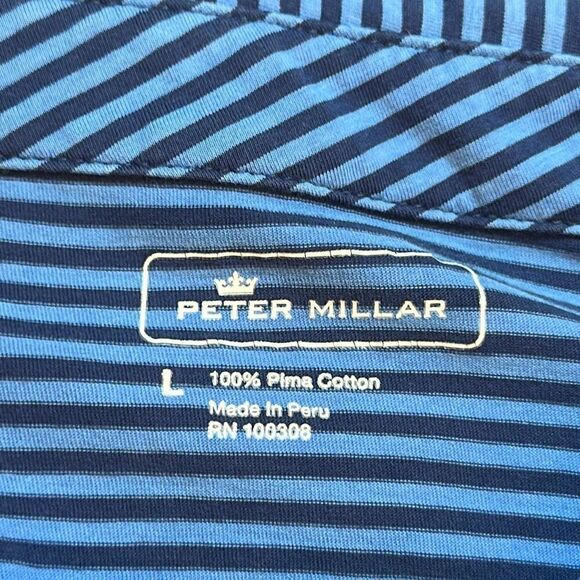 PETER MILLAR
L 100% Pima Cotton
Made in Peru
RN 100308